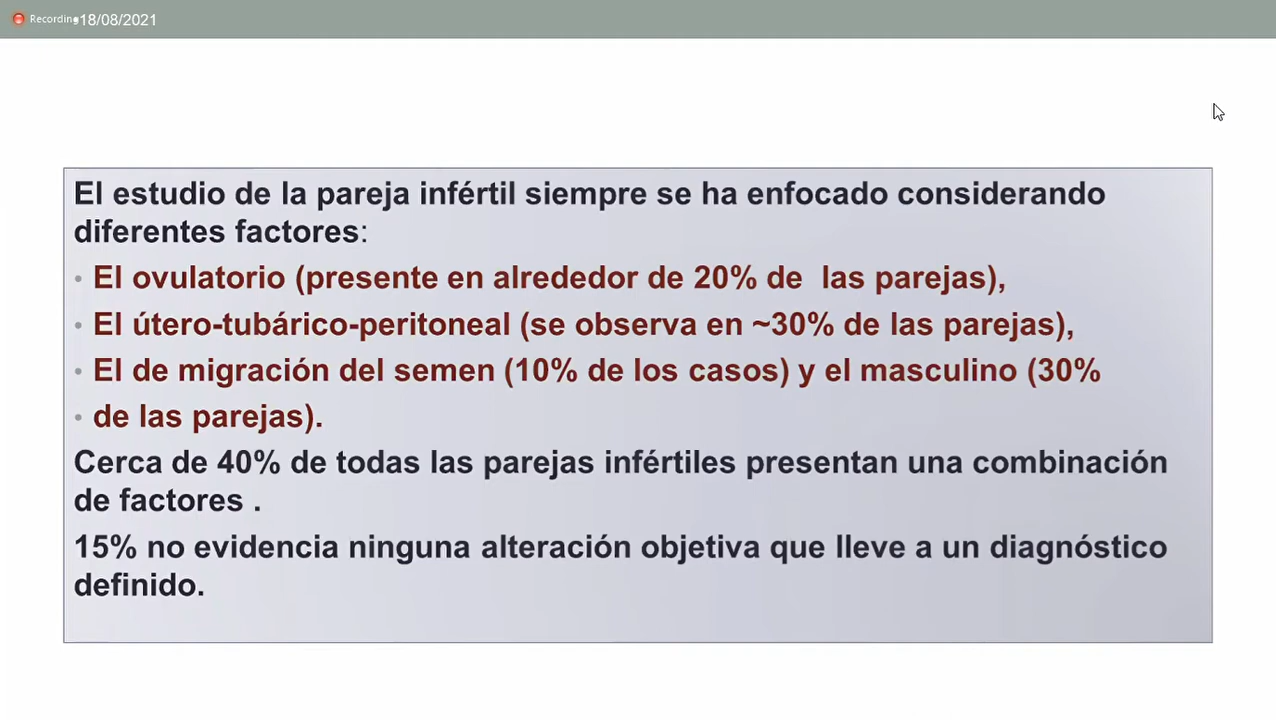 Recording
•18/08/2021
El estudio de la pareja infértil siempre se ha enfocado considerando
diferentes factores:
• El ovulatorio (presente en alrededor de 20% de las parejas),
• El útero-tubárico-peritoneal (se observa en ~30% de las parejas),
• El de migración del semen (10% de los casos) y el masculino (30%
• de las parejas).
Cerca de 40% de todas las parejas infértiles presentan una combinación
de factores .
15% no evidencia ninguna alteración objetiva que lleve a un diagnóstico
definido.